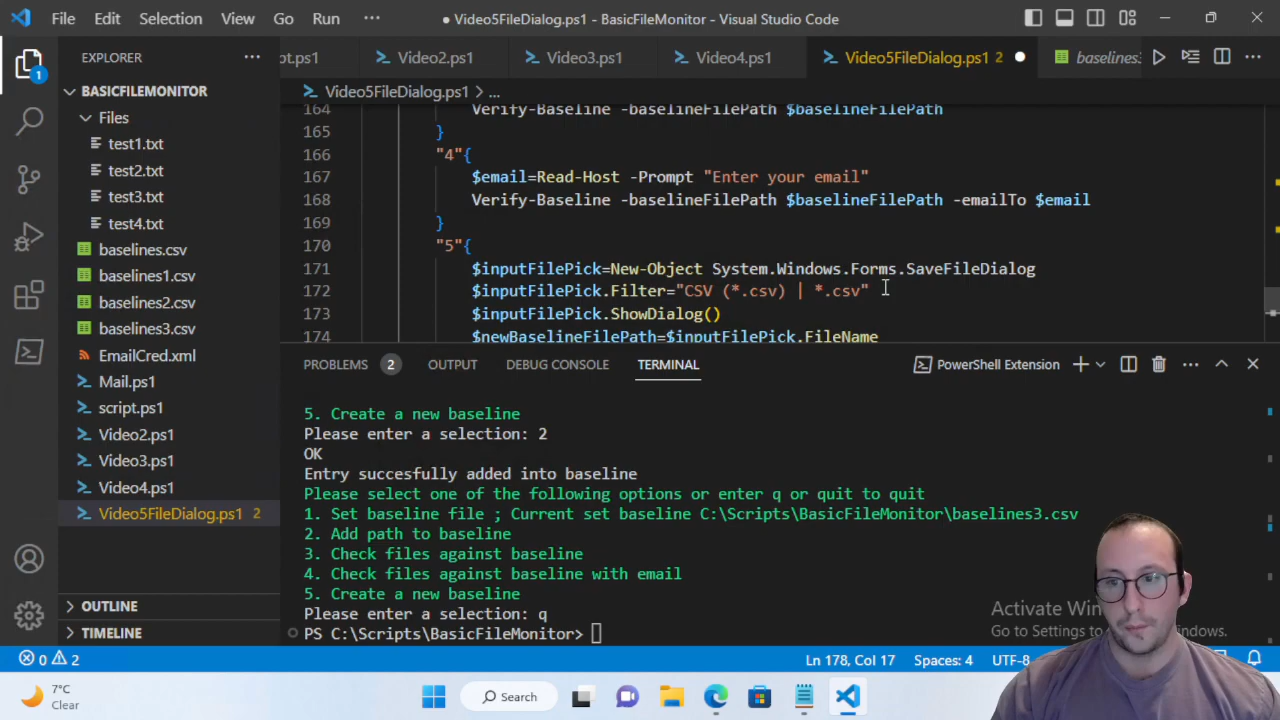 File Edit Selection View Go Run ··· ● Video5FileDialog.ps1 - BasicFileMonitor - Visual Studio Code
EXPLORER ··· pt.ps1 Video2.ps1 Video3.ps1 Video4.ps1 Video5FileDialog.ps1 2 ● baselines3
BASICFILEMONITOR
Video5FileDialog.ps1 > ...
Files
test1.txt
test2.txt
test3.txt
test4.txt
baselines.csv
baselines1.csv
baselines2.csv
baselines3.csv
EmailCred.xml
Mail.ps1
script.ps1
Video2.ps1
Video3.ps1
Video4.ps1
Video5FileDialog.ps1 2
OUTLINE
TIMELINE
164 Verify-Baseline -baselineFilePath $baselineFilePath
165 }
166 "4"{
167 $email=Read-Host -Prompt "Enter your email"
168 Verify-Baseline -baselineFilePath $baselineFilePath -emailTo $email
169 }
170 "5"{
171 $inputFilePick=New-Object System.Windows.Forms.SaveFileDialog
172 $inputFilePick.Filter="CSV (*.csv) | *.csv"
173 $inputFilePick.ShowDialog()
174 $newBaselineFilePath=$inputFilePick.FileName
PROBLEMS 2 OUTPUT DEBUG CONSOLE TERMINAL PowerShell Extension
5. Create a new baseline
Please enter a selection: 2
OK
Entry succesfully added into baseline
Please select one of the following options or enter q or quit to quit
1. Set baseline file ; Current set baseline C:\Scripts\BasicFileMonitor\baselines3.csv
2. Add path to baseline
3. Check files against baseline
4. Check files against baseline with email
5. Create a new baseline
Please enter a selection: q
PS C:\Scripts\BasicFileMonitor>
Activate Win
Go to Settings to ndows.
0 2 Ln 178, Col 17 Spaces: 4 UTF-8
7°C
Clear
Search
1